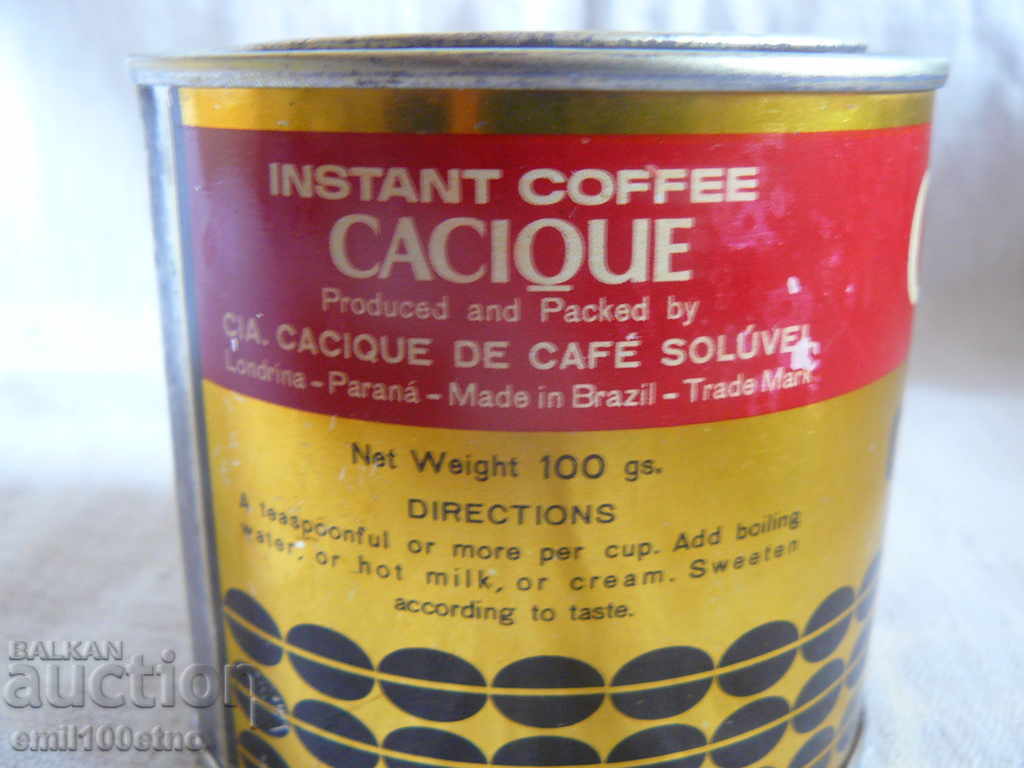 INSTANT COFFEE
CACIQUE
Produced and Packed by
CIA. CACIQUE DE CAFÉ SOLÚVEL
Londrina - Paraná - Made in Brazil - Trade Mark
Net Weight 100 gs.
DIRECTIONS
A teaspoonful or more per cup. Add boiling
water, or hot milk, or cream. Sweeten
according to taste.
BALKAN
auction
emil100etno.